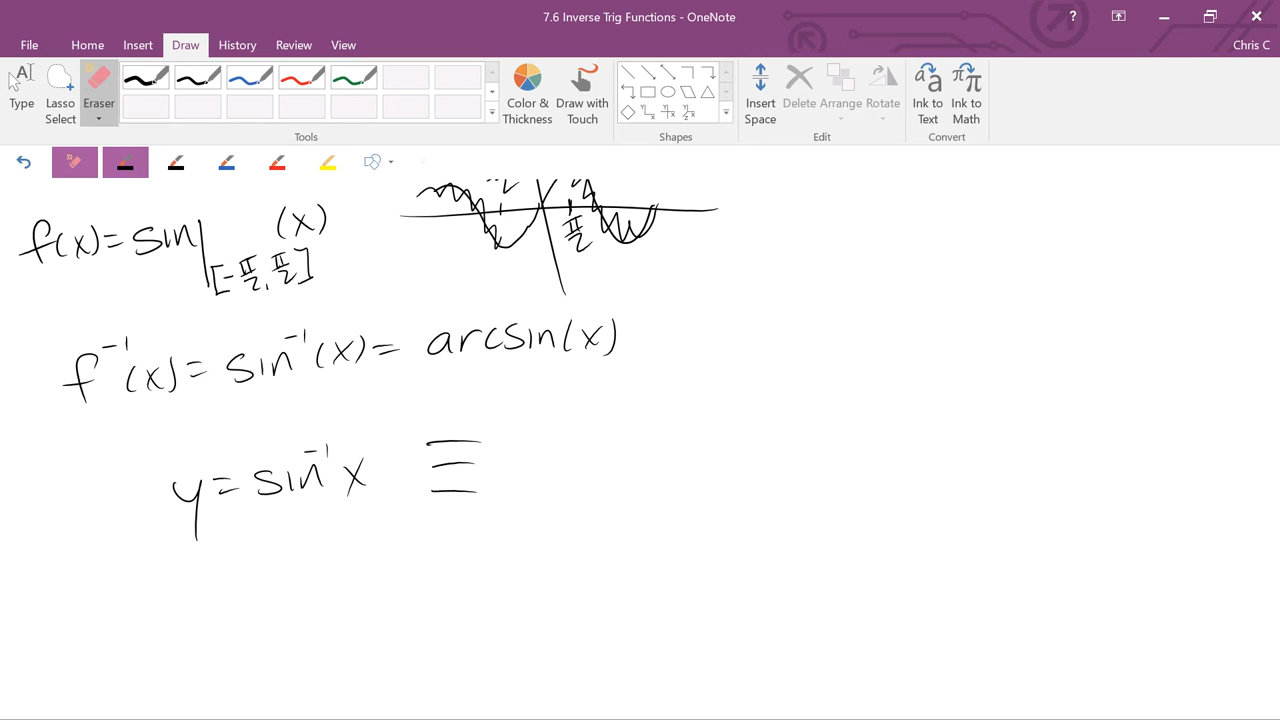 7.6 Inverse Trig Functions - OneNote
?
File Home Insert Draw History Review View
Chris C
Type
Lasso Select
Eraser
Color & Thickness
Draw with Touch
Insert Space
Delete
Arrange
Rotate
Ink to Text
Ink to Math
Tools
Shapes
Edit
Convert
f(x) = sin|[-π/2, π/2] (x)
π/2
f⁻¹(x) = sin⁻¹(x) = arcsin(x)
y = sin⁻¹ x ≡